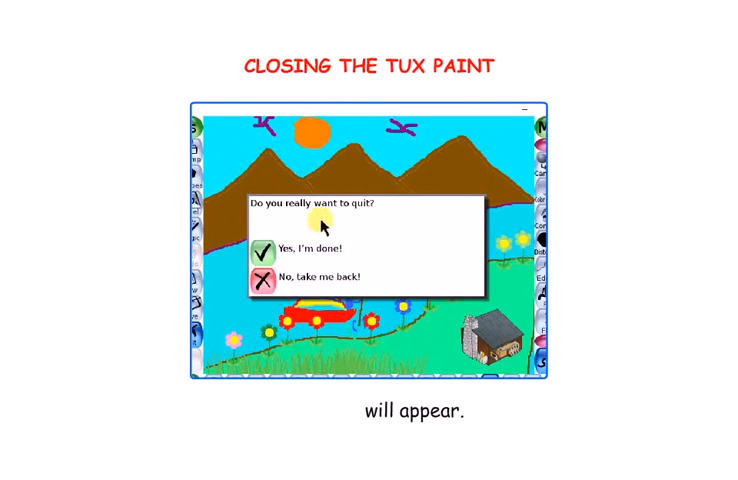 CLOSING THE TUX PAINT
Do you really want to quit?
Yes, I'm done!
No, take me back!
will appear.